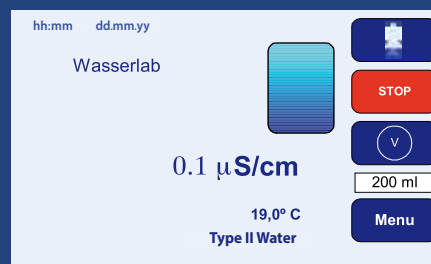 hh:mm dd.mm.yy
Wasserlab
STOP
V
0.1 µS/cm
200 ml
19,0º C
Menu
Type II Water